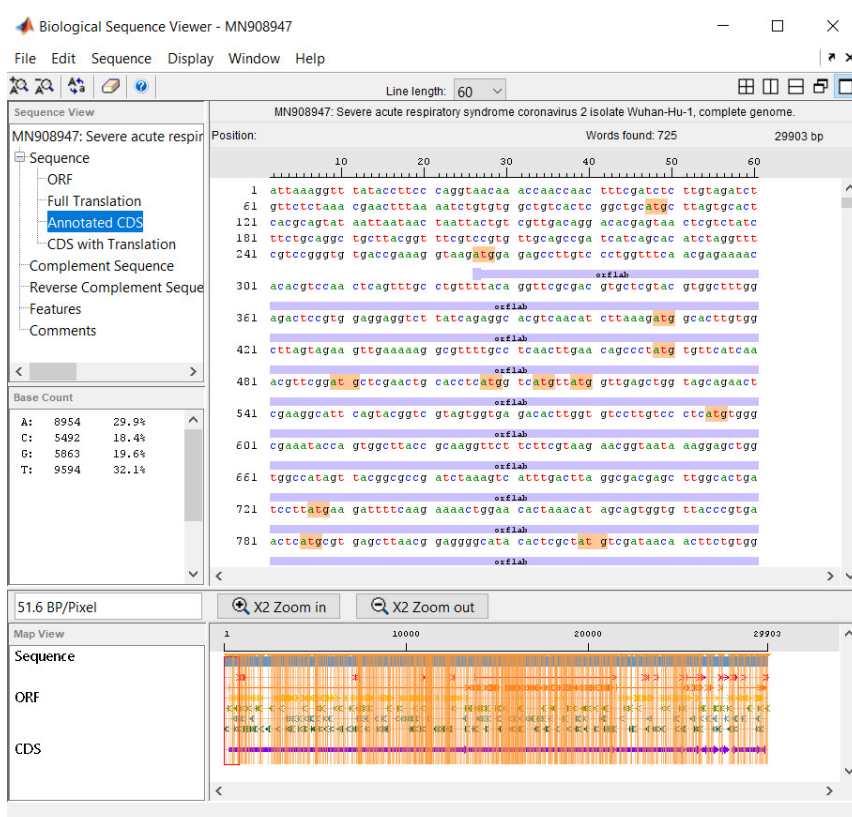 Biological Sequence Viewer - MN908947
File Edit Sequence Display Window Help
Line length: 60
Sequence View
MN908947: Severe acute respir
Sequence
ORF
Full Translation
Annotated CDS
CDS with Translation
Complement Sequence
Reverse Complement Seque
Features
Comments
Base Count
A: 8954 29.9%
C: 5492 18.4%
G: 5863 19.6%
T: 9594 32.1%
MN908947: Severe acute respiratory syndrome coronavirus 2 isolate Wuhan-Hu-1, complete genome.
Position: Words found: 725 29903 bp
10 20 30 40 50 60
1 attaaaggtt tataccttcc caggtaacaa accaaccaac tttcgatctc ttgtagatct
61 gttctctaaa cgaactttaa aatctgtgtg gctgtcactc ggctgcatgc ttagtgcact
121 cacgcagtat aattaataac taattactgt cgttgacagg acacgagtaa ctcgtctatc
181 ttctgcaggc tgcttacggt ttcgtccgtg ttgcagccga tcatcagcac atctaggttt
241 cgtccgggtg tgaccgaaag gtaagatgga gagccttgtc cctggtttca acgagaaaac
orf1ab
301 acacgtccaa ctcagtttgc ctgttttaca ggttcgcgac gtgctcgtac gtggctttgg
orf1ab
361 agactccgtg gaggaggtct tatcagaggc acgtcaacat cttaaagatg gcacttgtgg
orf1ab
421 cttagtagaa gttgaaaaag gcgttttgcc tcaacttgaa cagccctatg tgttcatcaa
orf1ab
481 acgttcggat gctcgaactg cacctcatgg tcatgttatg gttgagctgg tagcagaact
orf1ab
541 cgaaggcatt cagtacggtc gtagtggtga gacacttggt gtccttgtcc ctcatgtggg
orf1ab
601 cgaaatacca gtggcttacc gcaaggttct tcttcgtaag aacggtaata aaggagctgg
orf1ab
661 tggccatagt tacggcgccg atctaaagtc atttgactta ggcgacgagc ttggcactga
orf1ab
721 tccttatgaa gattttcaag aaaactggaa cactaaacat agcagtggtg ttacccgtga
orf1ab
781 actcatgcgt gagcttaacg gaggggcata cactcgctat gtcgataaca acttctgtgg
orf1ab
51.6 BP/Pixel X2 Zoom in X2 Zoom out
Map View
1 10000 20000 29903
Sequence
ORF
CDS